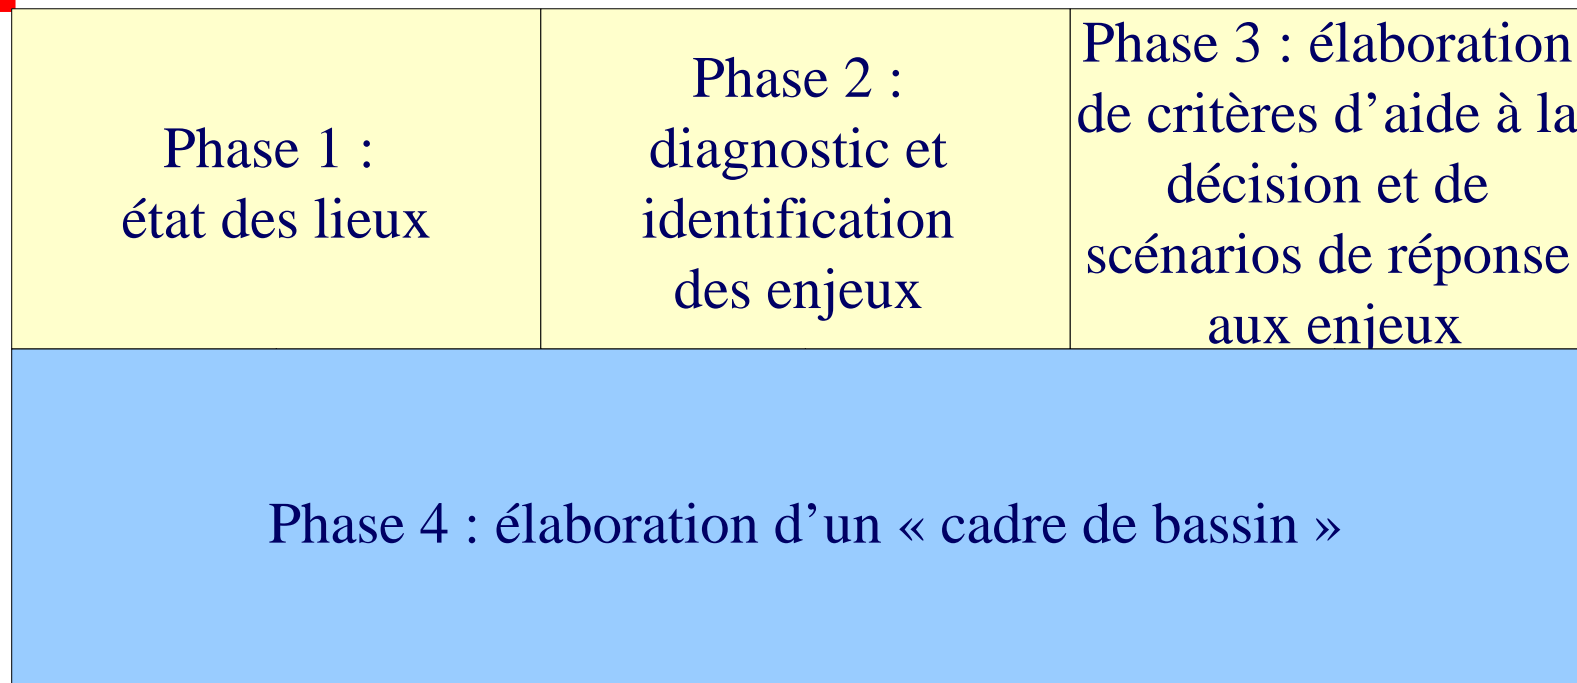 Phase 1 :
état des lieux
Phase 2 :
diagnostic et
identification
des enjeux
Phase 3 : élaboration
de critères d’aide à la
décision et de
scénarios de réponse
aux enjeux
Phase 4 : élaboration d’un « cadre de bassin »